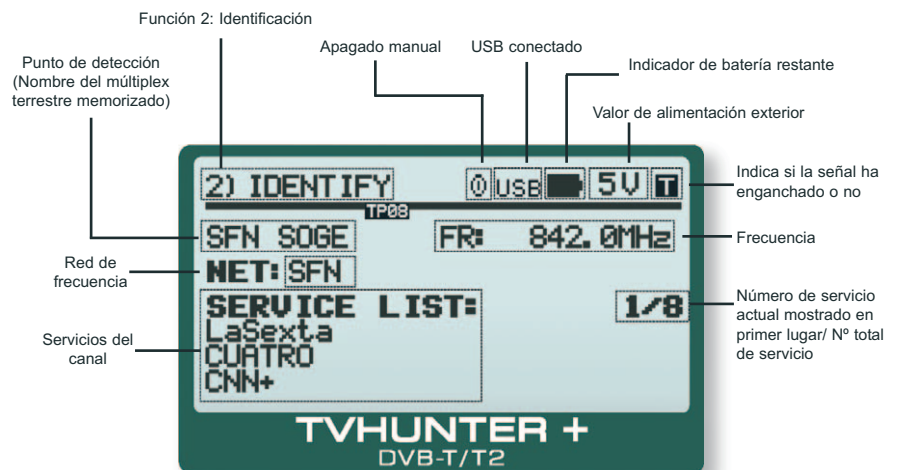 Función 2: Identificación
Apagado manual
USB conectado
Punto de detección
(Nombre del múltiplex
terrestre memorizado)
Indicador de batería restante
Valor de alimentación exterior
Indica si la señal ha
enganchado o no
2) IDENTIFY
USB
5V
T
TP08
SFN SOGE
FR: 842.0MHz
Frecuencia
Red de
frecuencia
NET: SFN
SERVICE LIST:
1/8
LaSexta
CUATRO
CNN+
Servicios del
canal
Número de servicio
actual mostrado en
primer lugar/ Nº total
de servicio
TVHUNTER +
DVB-T/T2